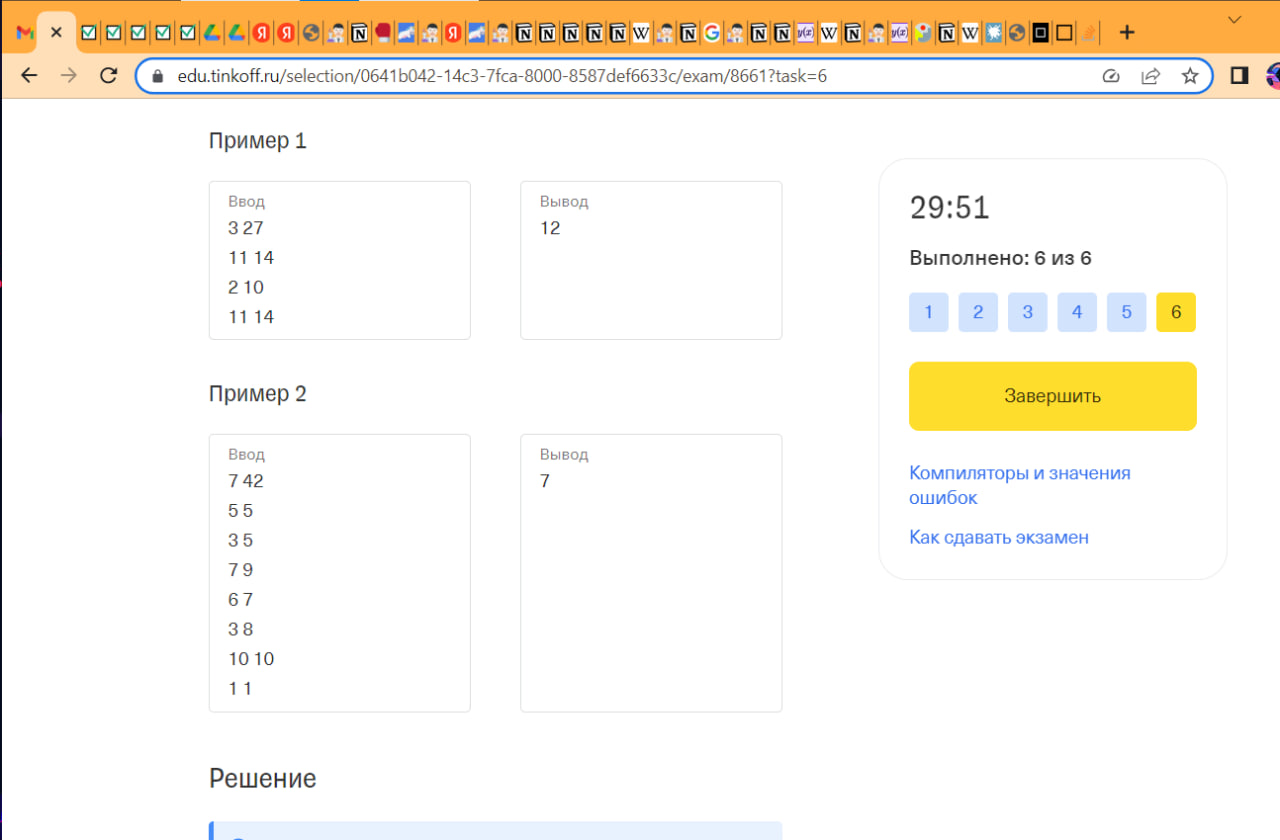 edu.tinkoff.ru/selection/0641b042-14c3-7fca-8000-8587def6633c/exam/8661?task=6
Пример 1
Ввод
3 27
11 14
2 10
11 14
Вывод
12
Пример 2
Ввод
7 42
5 5
3 5
7 9
6 7
3 8
10 10
1 1
Вывод
7
Решение
29:51
Выполнено: 6 из 6
1 2 3 4 5 6
Завершить
Компиляторы и значения
ошибок
Как сдавать экзамен